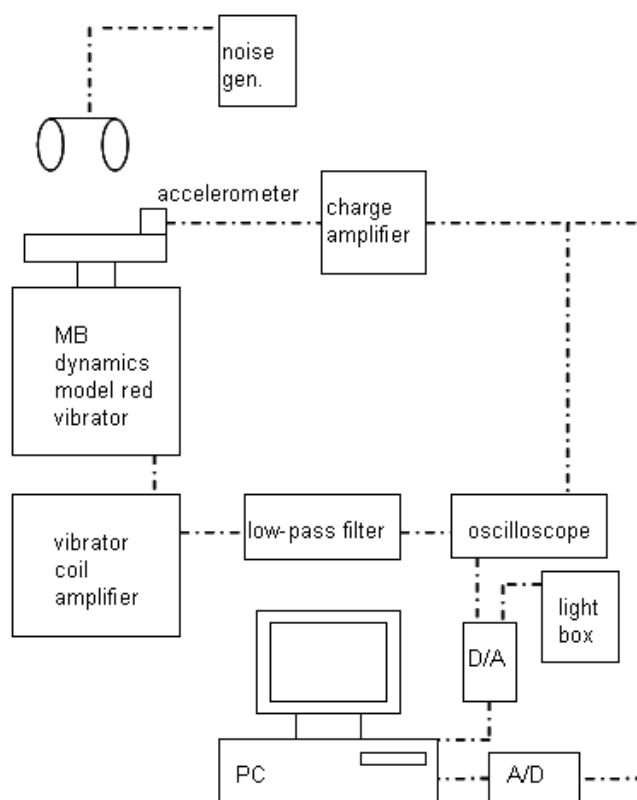 noise
gen.
accelerometer
charge
amplifier
MB
dynamics
model red
vibrator
vibrator
coil
amplifier
low-pass filter
oscilloscope
light
box
D/A
PC
A/D